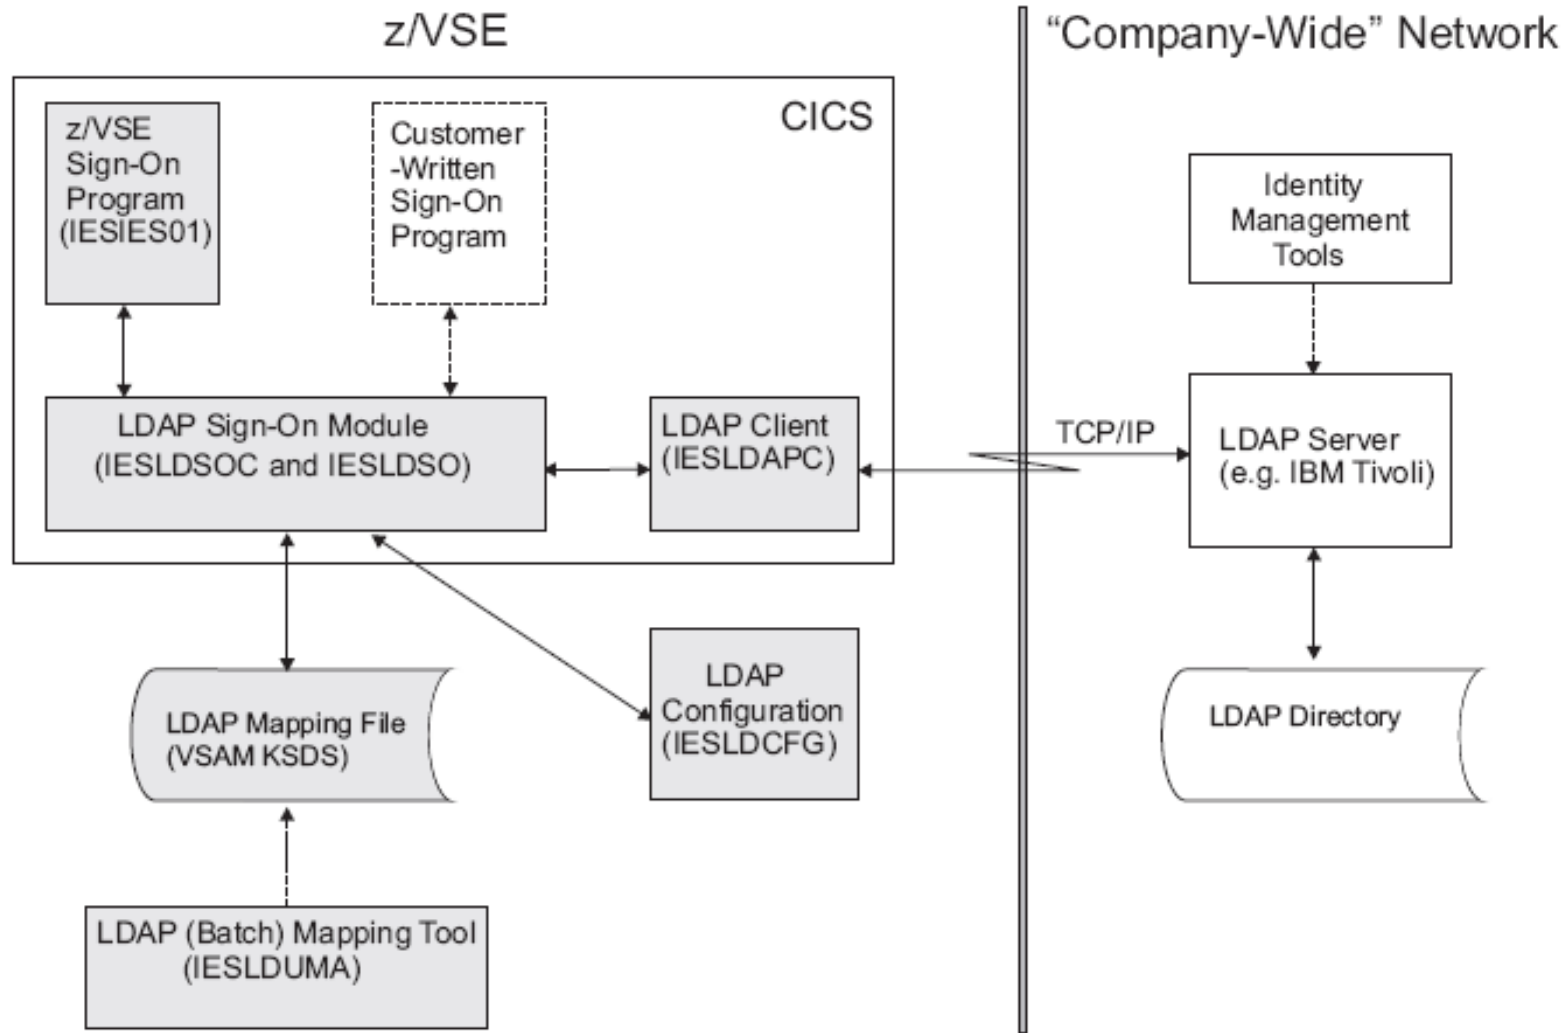 z/VSE
"Company-Wide" Network
CICS
z/VSE
Sign-On
Program
(IESIES01)
Customer
-Written
Sign-On
Program
Identity
Management
Tools
LDAP Sign-On Module
(IESLDSOC and IESLDSO)
LDAP Client
(IESLDAPC)
TCP/IP
LDAP Server
(e.g. IBM Tivoli)
LDAP Mapping File
(VSAM KSDS)
LDAP
Configuration
(IESLDCFG)
LDAP Directory
LDAP (Batch) Mapping Tool
(IESLDUMA)